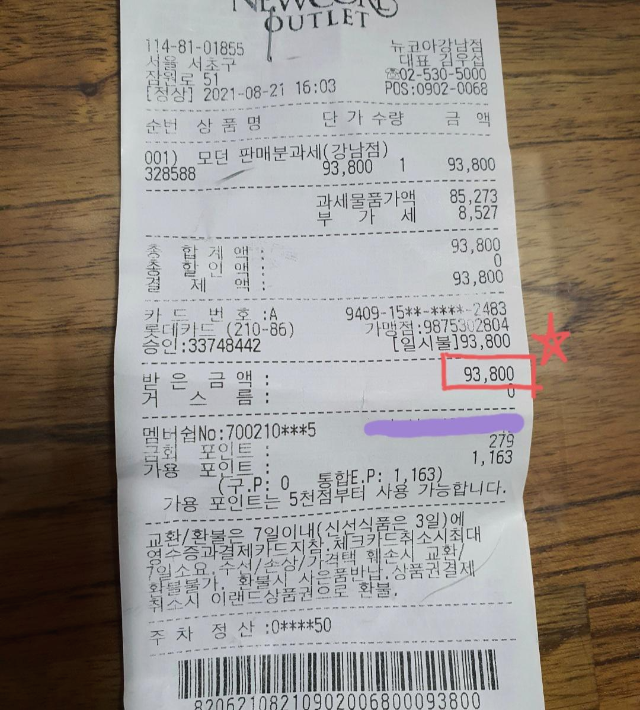 NEWCORE
OUTLET
114-81-01855 뉴코아강남점
서울 서초구 대표 김우섭
잠원로 51 ☎02-530-5000
[정상] 2021-08-21 16:03 POS:0902-0068
순번 상품명 단가 수량 금액
001) 모던 판매분과세(강남점)
328588 93,800 1 93,800
과세물품가액 85,273
부 가 세 8,527
총 합 계 액 : 93,800
총 할 인 액 : 0
결 제 액 : 93,800
카 드 번 호 :A 9409-15**-****-2483
롯데카드 (210-86) 가맹점:9875302804
승인:33748442 [일시불]93,800
받 은 금 액 : 93,800
거 스 름 : 0
멤버쉽No:700210***5
금회 포인트 : 279
가용 포인트 : 1,163
(구.P: 0 통합E.P: 1,163)
가용 포인트는 5천점부터 사용 가능합니다.
교환/환불은 7일이내(신선식품은 3일)에
영수증과결제카드지참.체크카드취소시최대
7일소요.수선/손상/가격택 훼손시 교환/
환불불가, 환불시 사은품반납.상품권결제
취소시 이랜드상품권으로 환불.
주 차 정 산 :0****50
82062108210902006800093800